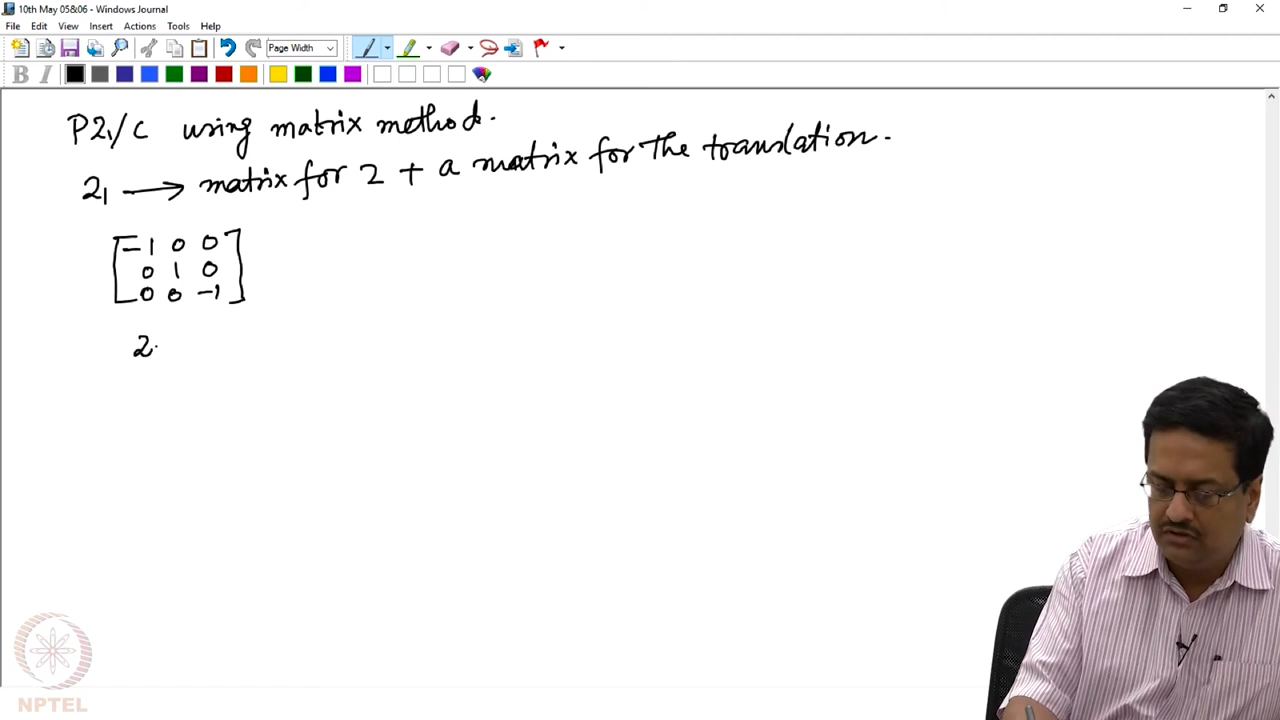 10th May 05&06 - Windows Journal
File Edit View Insert Actions Tools Help
Page Width
B I
P2₁/c using matrix method.
2₁ → matrix for 2 + a matrix for the translation.
-1 0 0
0 1 0
0 0 -1
2.
NPTEL